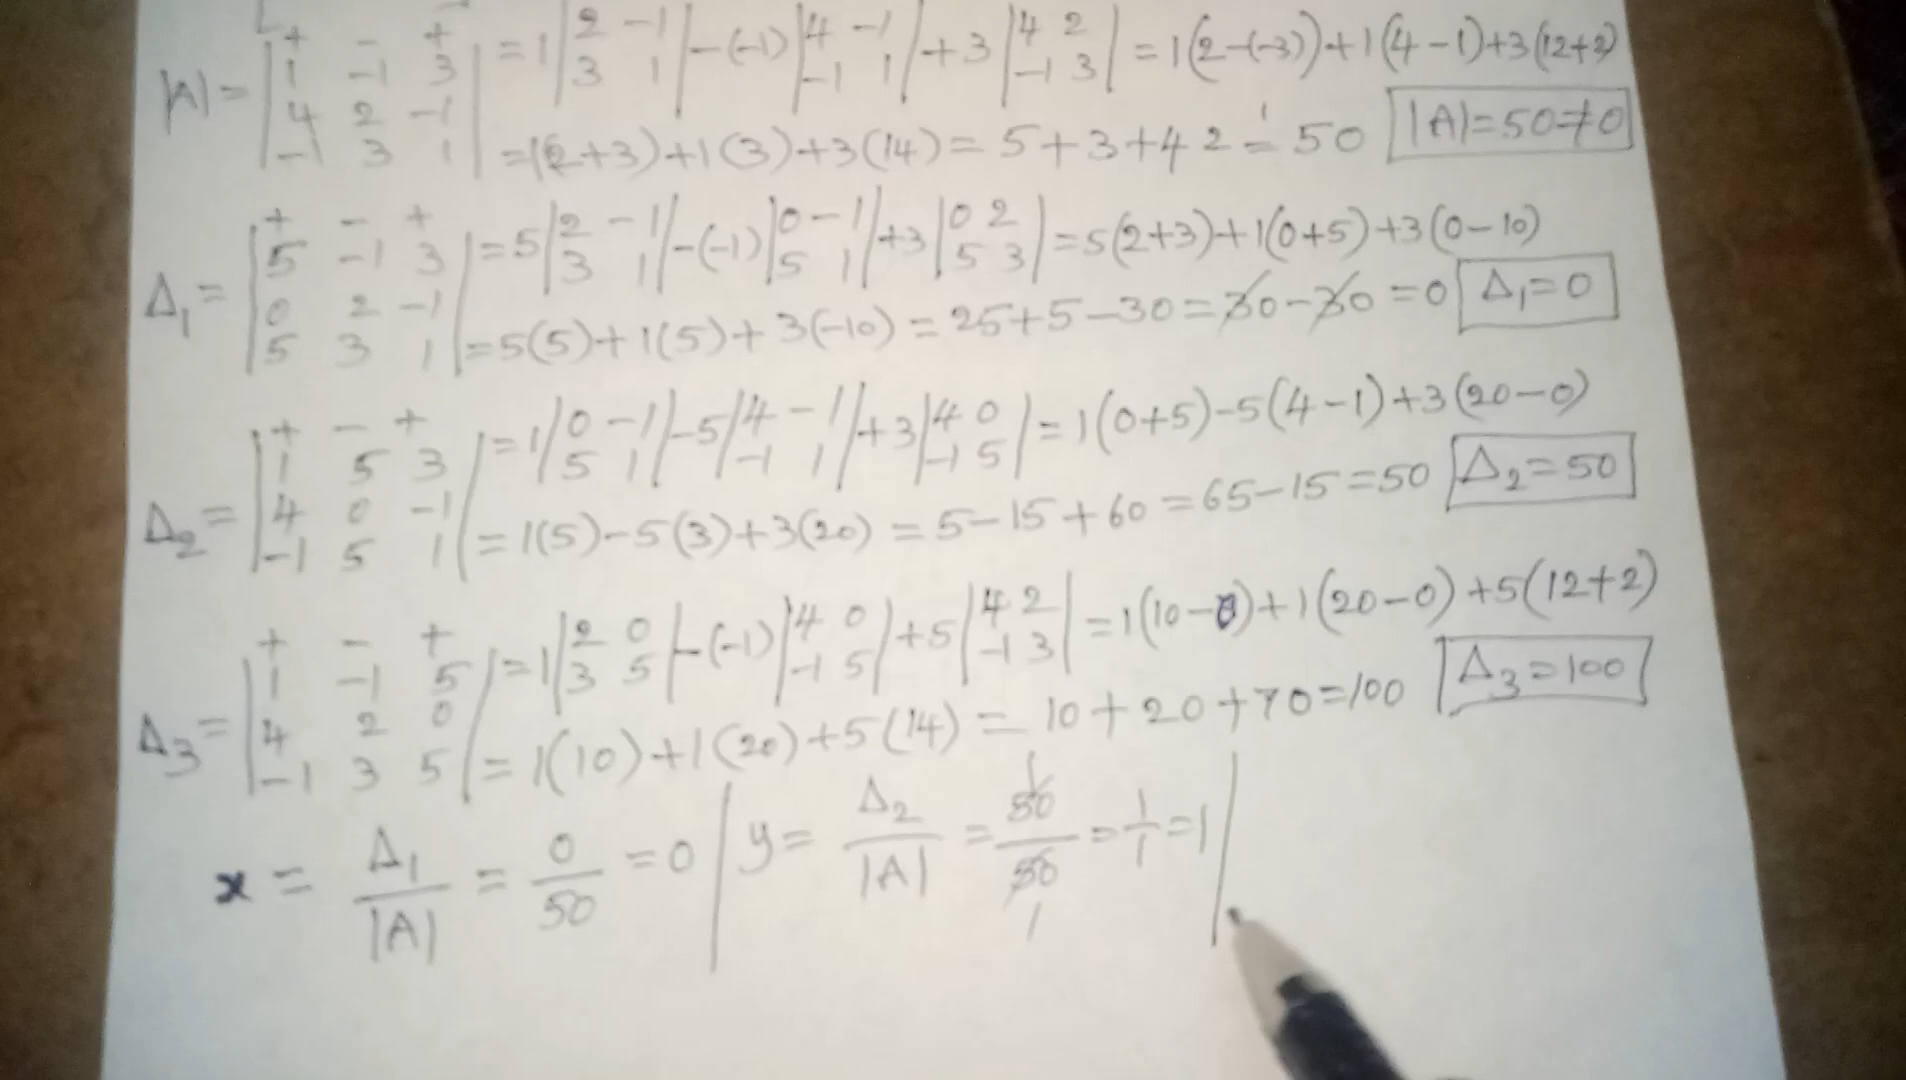 + - +
|A| = |1 -1 3| = 1|2 -1| - (-1)|4 -1| + 3|4 2| = 1(2-(-3))+1(4-1)+3(12+2)
|4 2 -1| |3 1| |-1 1| |-1 3|
|-1 3 1| = 1(2+3)+1(3)+3(14) = 5+3+42 = 50 |A|=50≠0
+ - +
Δ1 = |5 -1 3| = 5|2 -1| - (-1)|0 -1| + 3|0 2| = 5(2+3)+1(0+5)+3(0-10)
|0 2 -1| |3 1| |5 1| |5 3|
|5 3 1| = 5(5)+1(5)+3(-10) = 25+5-30 = 30-30 = 0 Δ1=0
+ - +
Δ2 = |1 5 3| = 1|0 -1| - 5|4 -1| + 3|4 0| = 1(0+5)-5(4-1)+3(20-0)
|4 0 -1| |5 1| |-1 1| |-1 5|
|-1 5 1| = 1(5)-5(3)+3(20) = 5-15+60 = 65-15 = 50 Δ2=50
+ - +
Δ3 = |1 -1 5| = 1|2 0| - (-1)|4 0| + 5|4 2| = 1(10-0)+1(20-0)+5(12+2)
|4 2 0| |3 5| |-1 5| |-1 3|
|-1 3 5| = 1(10)+1(20)+5(14) = 10+20+70=100 Δ3=100
x = Δ1/|A| = 0/50 = 0 | y = Δ2/|A| = 50/50 = 1/1 = 1 |